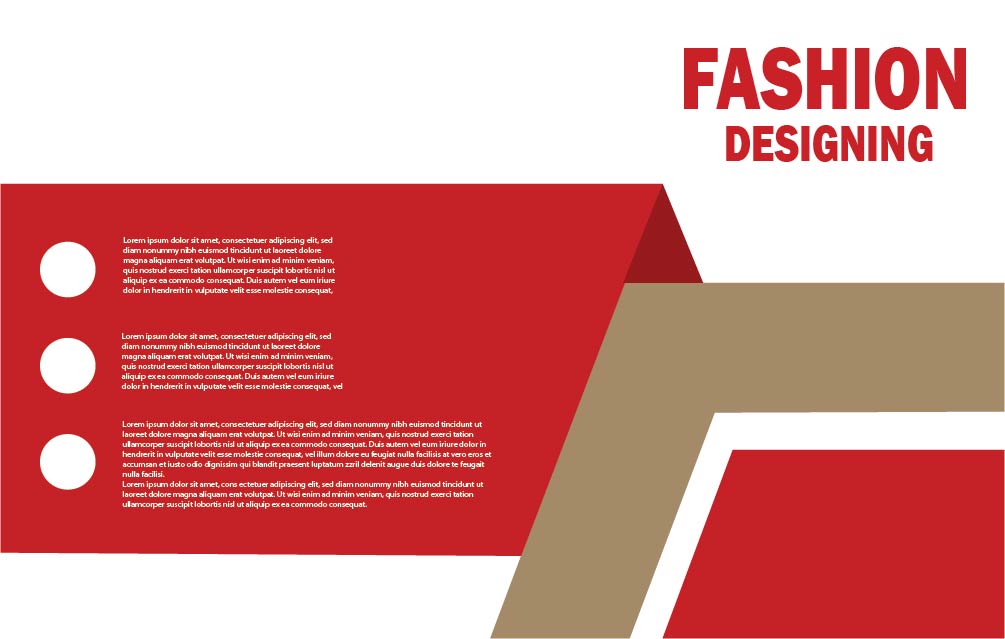 FASHION
DESIGNING
Lorem ipsum dolor sit amet, consectetuer adipiscing elit, sed
diam nonummy nibh euismod tincidunt ut laoreet dolore
magna aliquam erat volutpat. Ut wisi enim ad minim veniam,
quis nostrud exerci tation ullamcorper suscipit lobortis nisl ut
aliquip ex ea commodo consequat. Duis autem vel eum iriure
dolor in hendrerit in vulputate velit esse molestie consequat,
Lorem ipsum dolor sit amet, consectetuer adipiscing elit, sed
diam nonummy nibh euismod tincidunt ut laoreet dolore
magna aliquam erat volutpat. Ut wisi enim ad minim veniam,
quis nostrud exerci tation ullamcorper suscipit lobortis nisl ut
aliquip ex ea commodo consequat. Duis autem vel eum iriure
dolor in hendrerit in vulputate velit esse molestie consequat, vel
Lorem ipsum dolor sit amet, consectetuer adipiscing elit, sed diam nonummy nibh euismod tincidunt ut
laoreet dolore magna aliquam erat volutpat. Ut wisi enim ad minim veniam, quis nostrud exerci tation
ullamcorper suscipit lobortis nisl ut aliquip ex ea commodo consequat. Duis autem vel eum iriure dolor in
hendrerit in vulputate velit esse molestie consequat, vel illum dolore eu feugiat nulla facilisis at vero eros et
accumsan et iusto odio dignissim qui blandit praesent luptatum zzril delenit augue duis dolore te feugait
nulla facilisi.
Lorem ipsum dolor sit amet, cons ectetuer adipiscing elit, sed diam nonummy nibh euismod tincidunt ut
laoreet dolore magna aliquam erat volutpat. Ut wisi enim ad minim veniam, quis nostrud exerci tation
ullamcorper suscipit lobortis nisl ut aliquip ex ea commodo consequat.